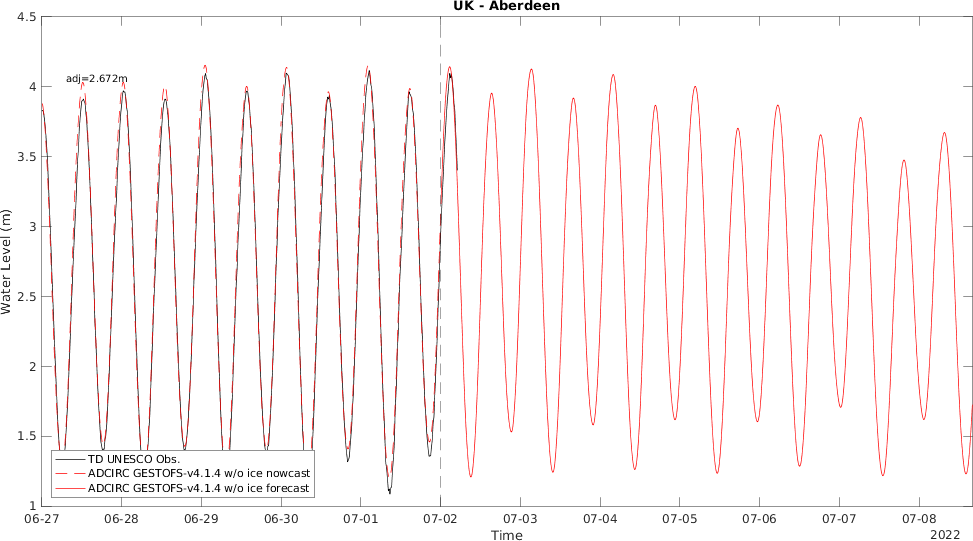 UK - Aberdeen
4.5
4
3.5
3
2.5
2
1.5
1
Water Level (m)
adj=2.672m
TD UNESCO Obs.
ADCIRC GESTOFS-v4.1.4 w/o ice nowcast
ADCIRC GESTOFS-v4.1.4 w/o ice forecast
06-27 06-28 06-29 06-30 07-01 07-02 07-03 07-04 07-05 07-06 07-07 07-08
Time
2022